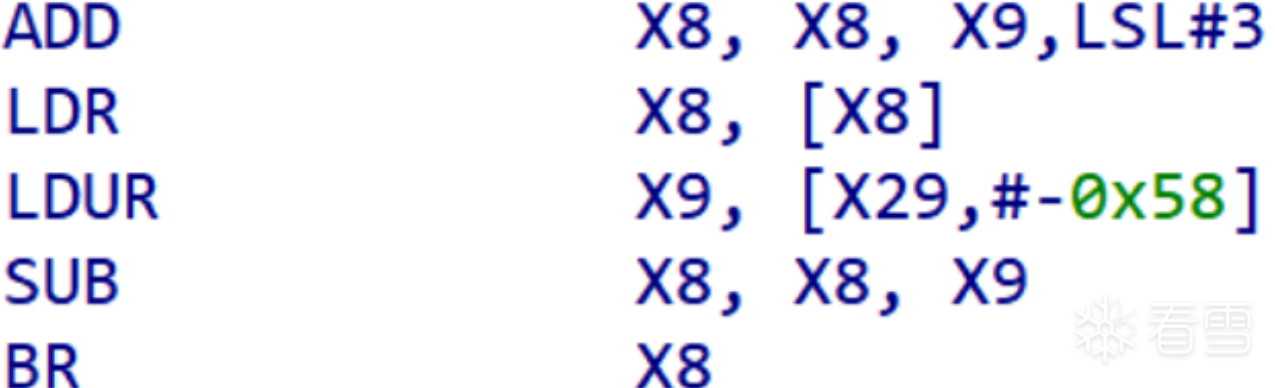 ADD X8, X8, X9,LSL#3
LDR X8, [X8]
LDUR X9, [X29,#-0x58]
SUB X8, X8, X9
BR X8
看雪